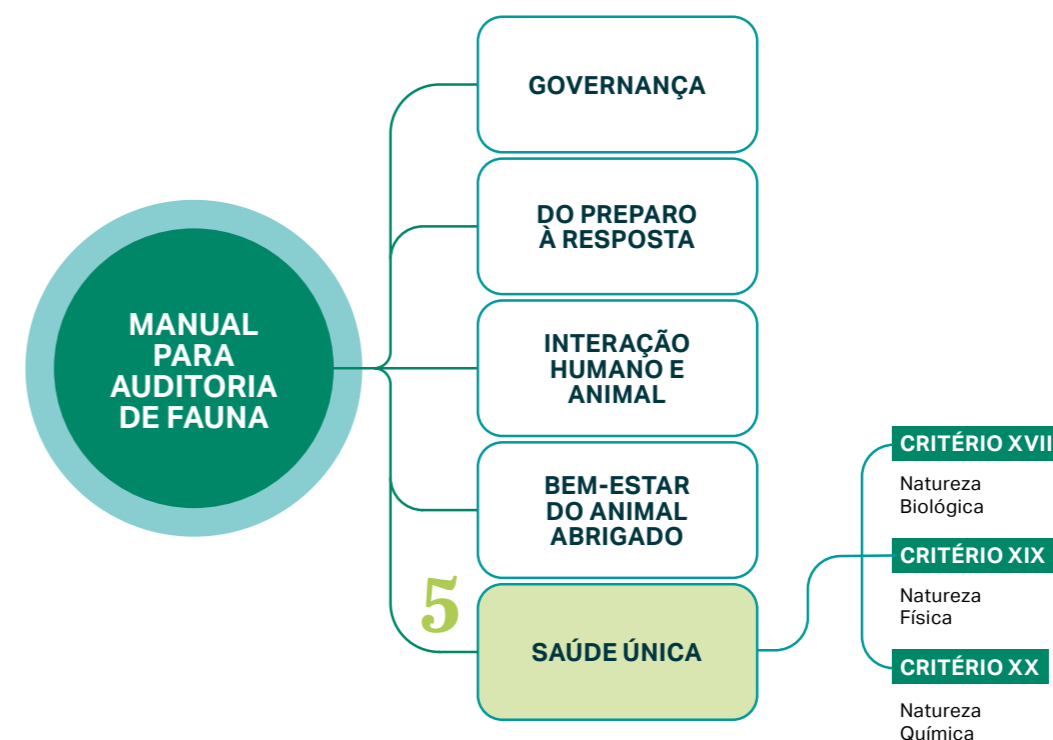 MANUAL
PARA
AUDITORIA
DE FAUNA
GOVERNANÇA
DO PREPARO
À RESPOSTA
INTERAÇÃO
HUMANO E
ANIMAL
BEM-ESTAR
DO ANIMAL
ABRIGADO
5
SAÚDE ÚNICA
CRITÉRIO XVII
Natureza
Biológica
CRITÉRIO XIX
Natureza
Física
CRITÉRIO XX
Natureza
Química